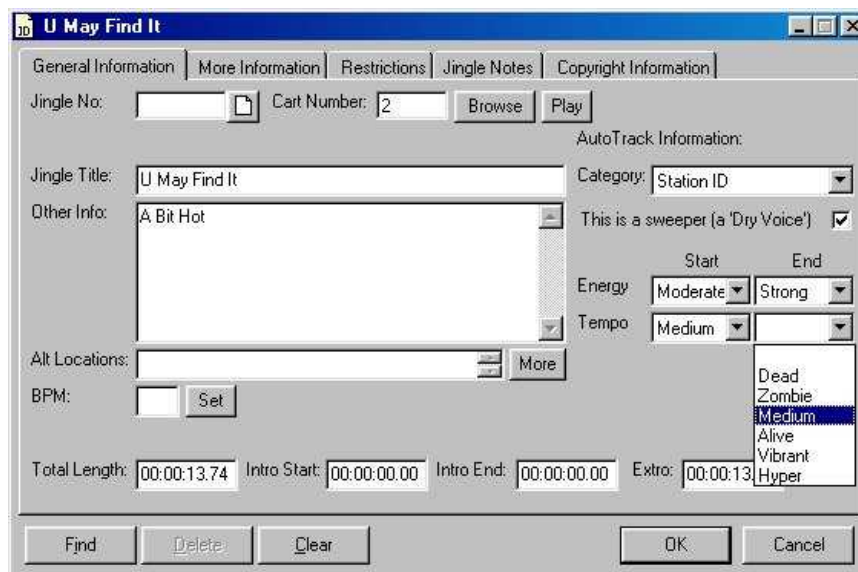 U May Find It
General Information More Information Restrictions Jingle Notes Copyright Information
Jingle No: Cart Number: 2 Browse Play
AutoTrack Information:
Jingle Title: U May Find It Category: Station ID
Other Info: A Bit Hot This is a sweeper (a 'Dry Voice')
Start End
Energy Moderate Strong
Tempo Medium
Alt Locations: More
Dead
BPM: Set Zombie
Medium
Alive
Vibrant
Total Length: 00:00:13.74 Intro Start: 00:00:00.00 Intro End: 00:00:00.00 Extro: 00:00:13. Hyper
Find Delete Clear OK Cancel